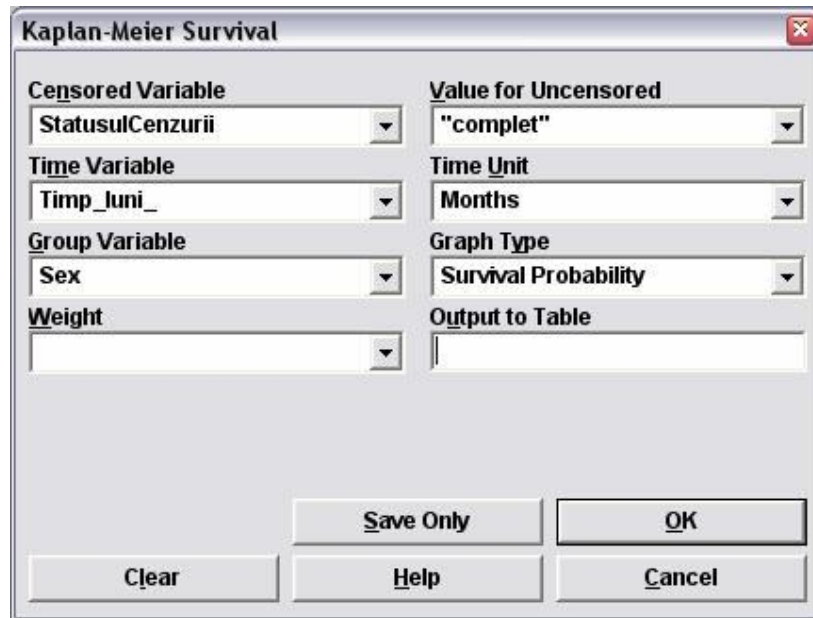 Kaplan-Meier Survival
Censored Variable
StatusulCenzurii
Value for Uncensored
"complet"
Time Variable
Timp_luni_
Time Unit
Months
Group Variable
Sex
Graph Type
Survival Probability
Weight
Output to Table
Save Only
OK
Clear
Help
Cancel